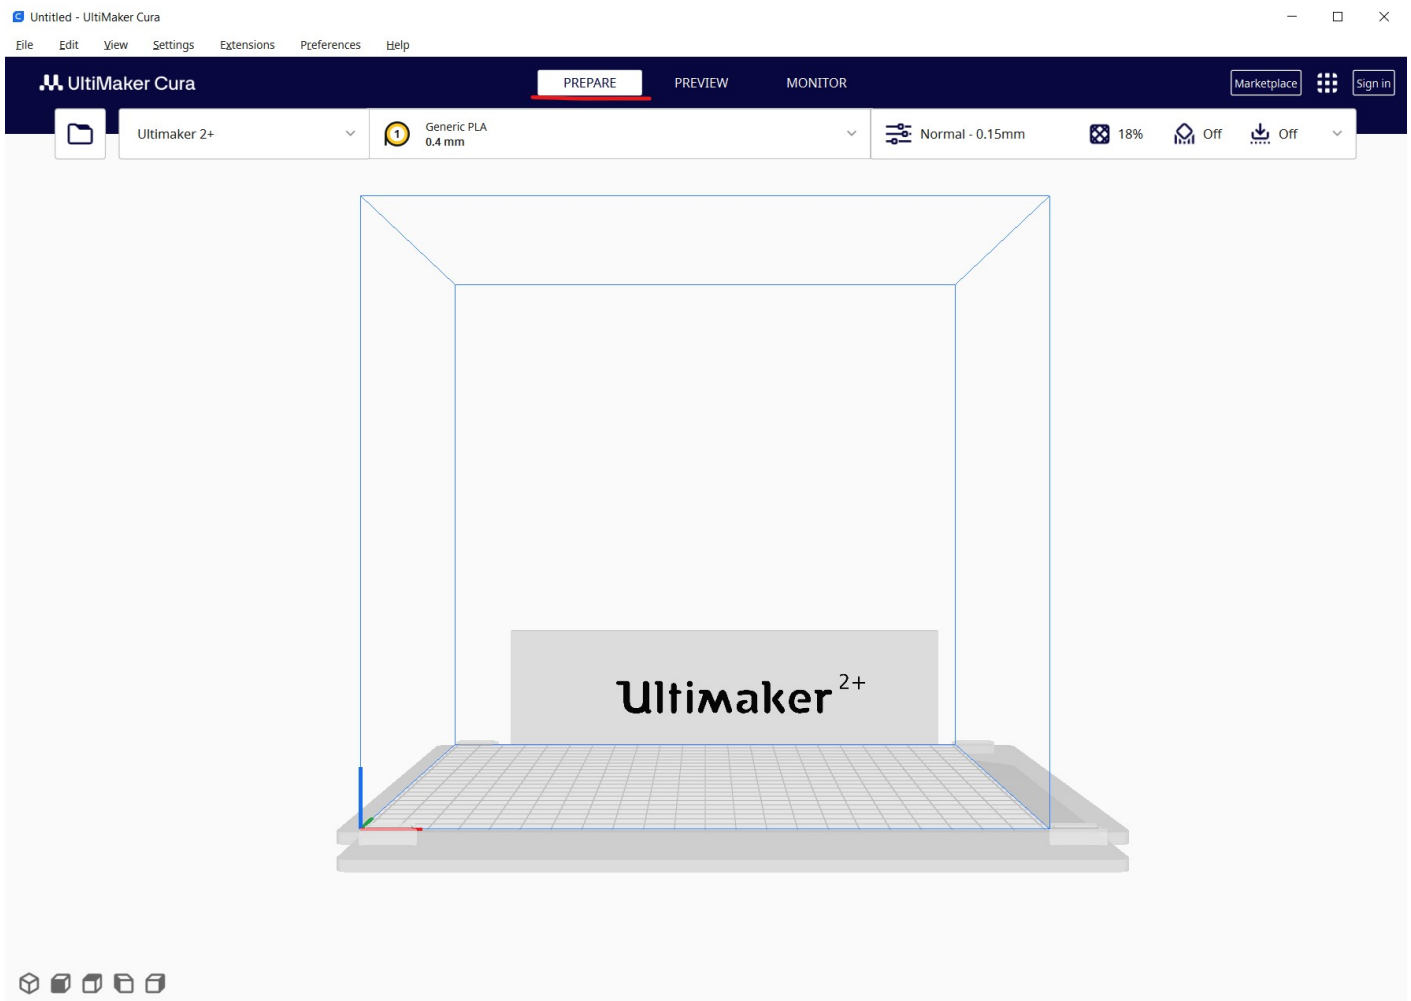 Untitled - UltiMaker Cura
File Edit View Settings Extensions Preferences Help
UltiMaker Cura PREPARE PREVIEW MONITOR Marketplace Sign in
Ultimaker 2+ 1 Generic PLA Normal - 0.15mm 18% Off Off
0.4 mm
Ultimaker 2+